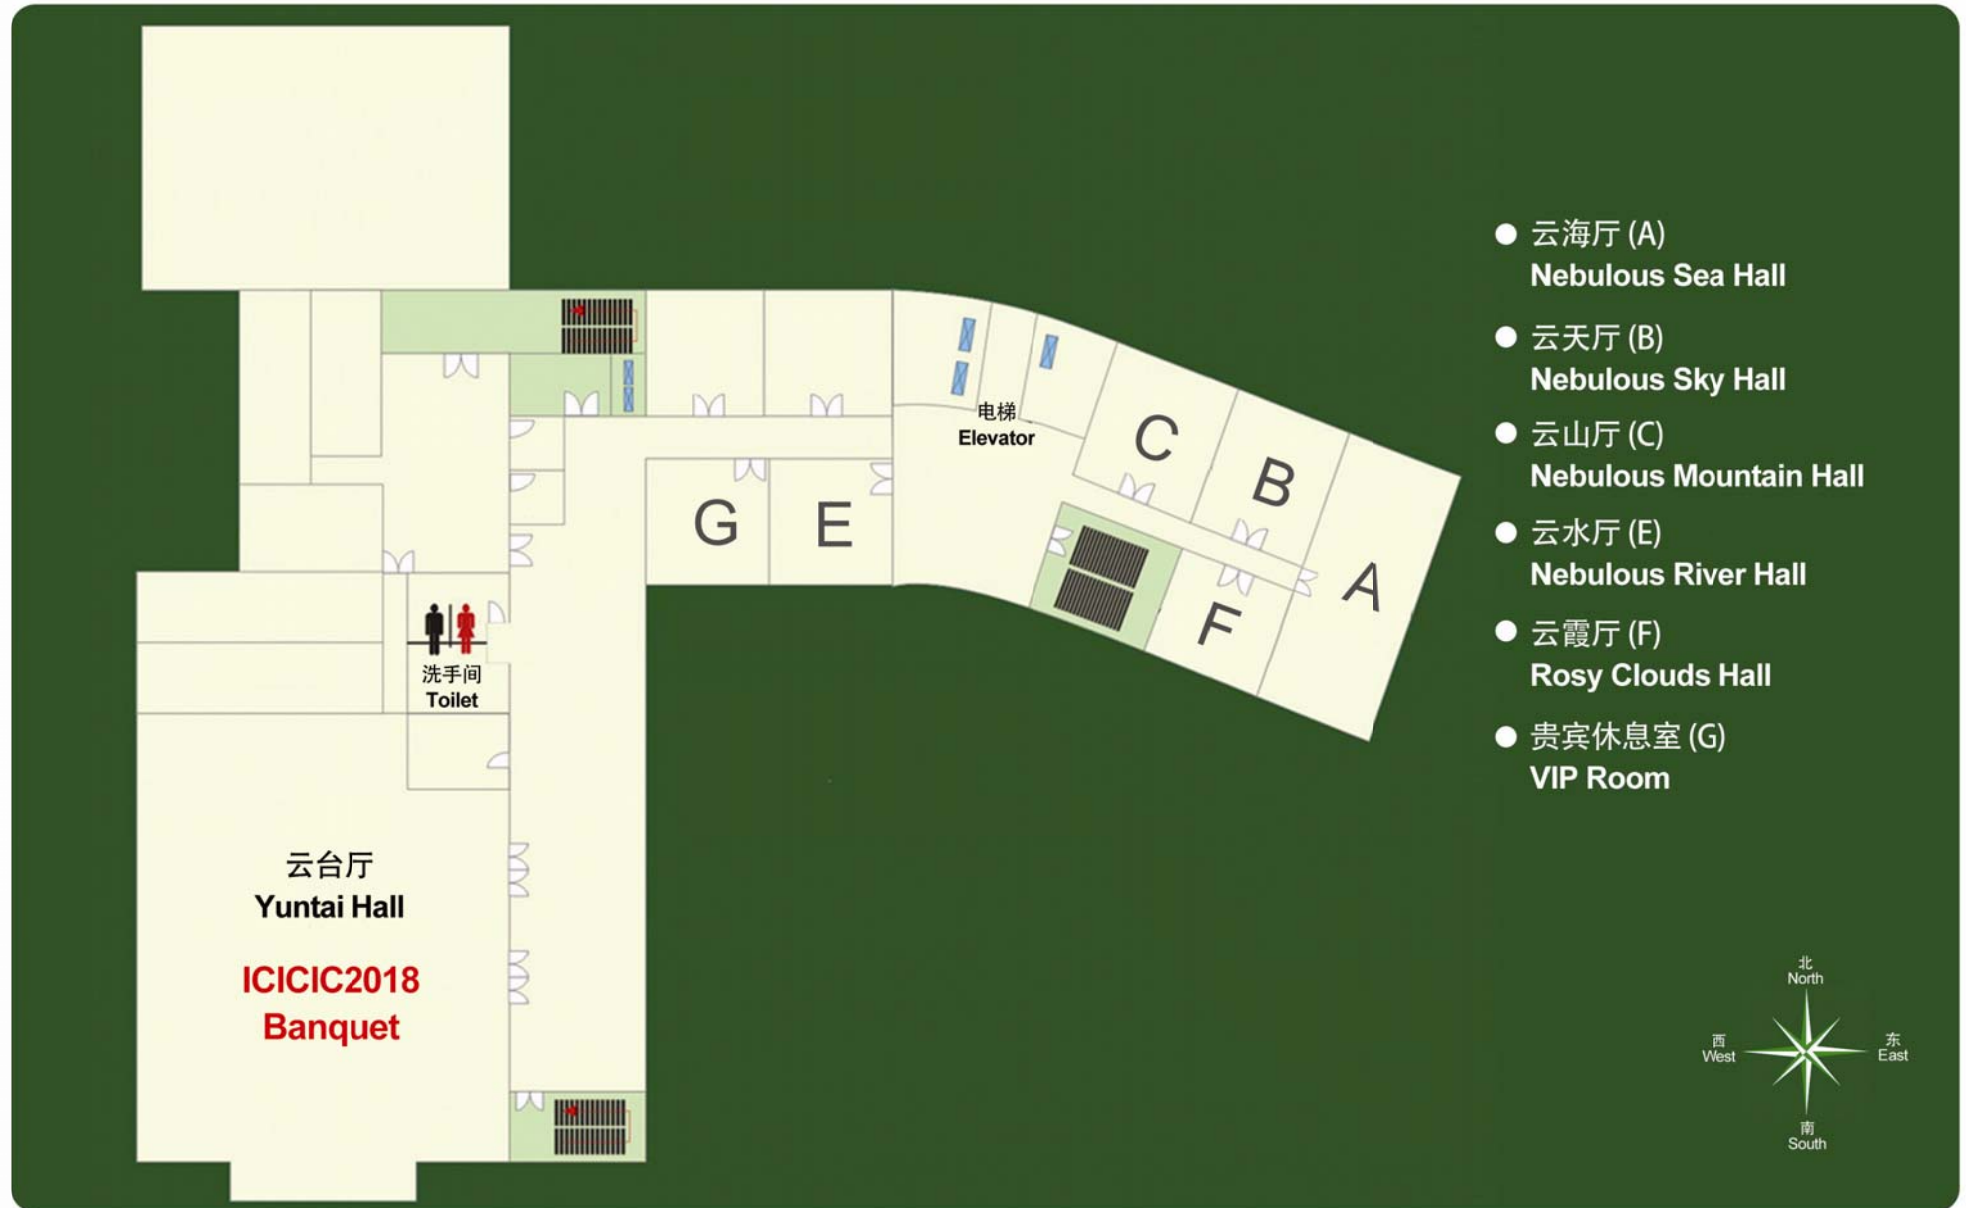 云海厅 (A)
Nebulous Sea Hall
云天厅 (B)
Nebulous Sky Hall
云山厅 (C)
Nebulous Mountain Hall
云水厅 (E)
Nebulous River Hall
云霞厅 (F)
Rosy Clouds Hall
贵宾休息室 (G)
VIP Room
电梯
Elevator
C
B
A
G
E
F
洗手间
Toilet
云台厅
Yuntai Hall
ICICIC2018
Banquet
北
North
西
West
东
East
南
South